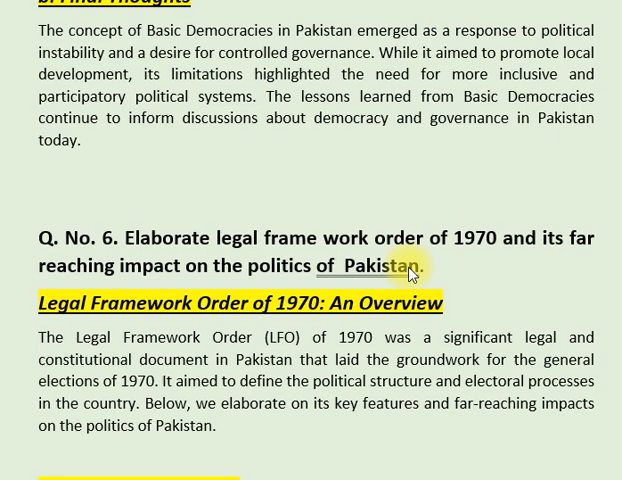 b. Final Thoughts
The concept of Basic Democracies in Pakistan emerged as a response to political
instability and a desire for controlled governance. While it aimed to promote local
development, its limitations highlighted the need for more inclusive and
participatory political systems. The lessons learned from Basic Democracies
continue to inform discussions about democracy and governance in Pakistan
today.
Q. No. 6. Elaborate legal frame work order of 1970 and its far
reaching impact on the politics of  Pakistan.
Legal Framework Order of 1970: An Overview
The Legal Framework Order (LFO) of 1970 was a significant legal and
constitutional document in Pakistan that laid the groundwork for the general
elections of 1970. It aimed to define the political structure and electoral processes
in the country. Below, we elaborate on its key features and far-reaching impacts
on the politics of Pakistan.